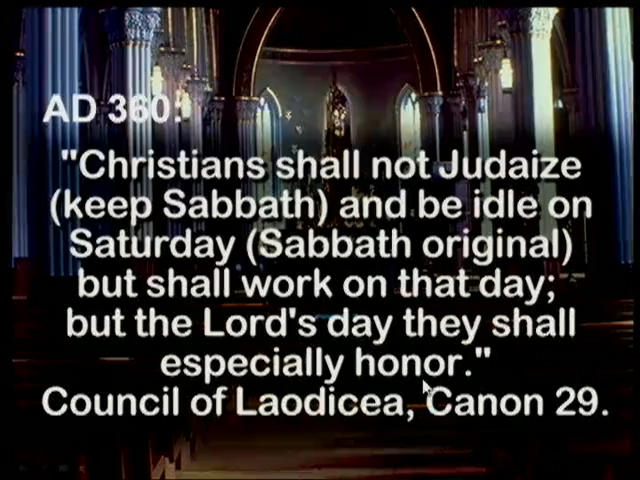 AD 360:
"Christians shall not Judaize
(keep Sabbath) and be idle on
Saturday (Sabbath original)
but shall work on that day;
but the Lord's day they shall
especially honor."
Council of Laodicea, Canon 29.